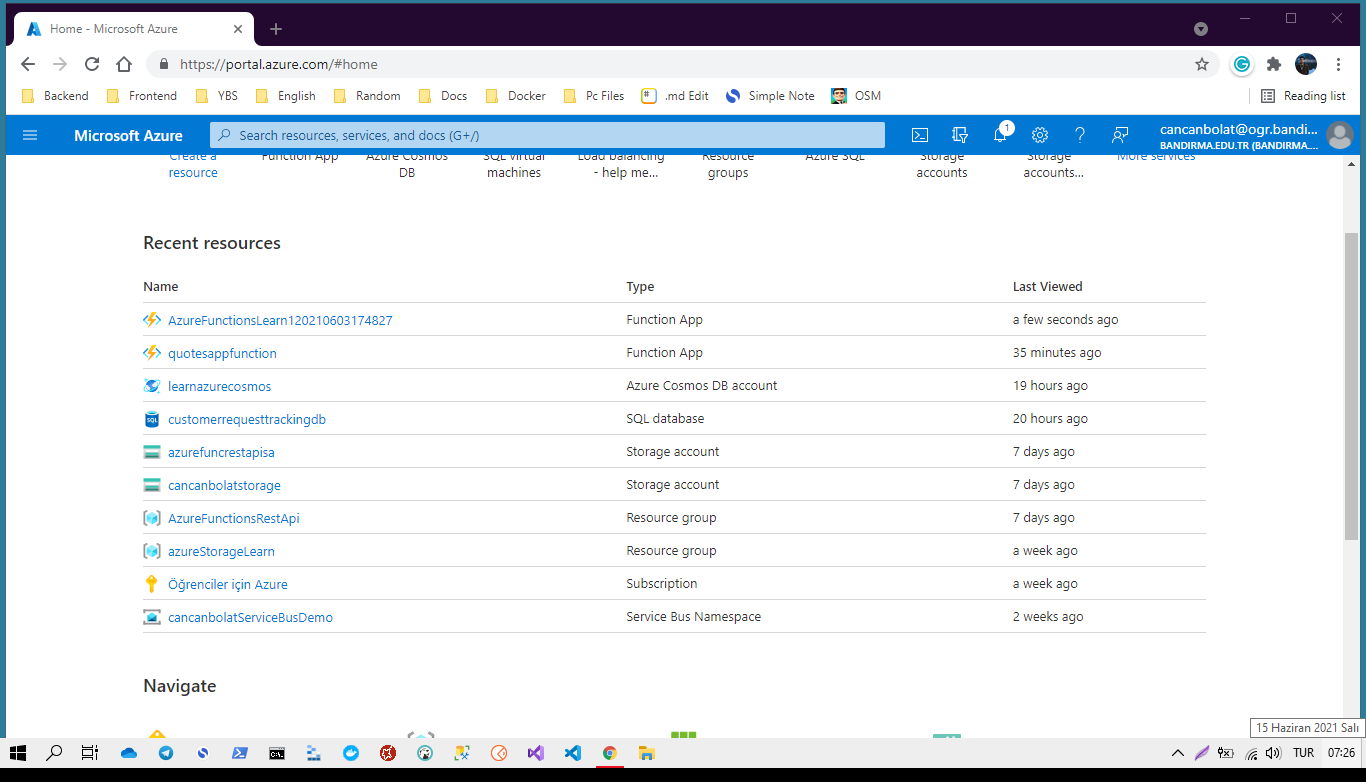 Home - Microsoft Azure
https://portal.azure.com/#home
Backend Frontend YBS English Random Docs Docker Pc Files .md Edit Simple Note OSM Reading list
Microsoft Azure Search resources, services, and docs (G+/) 1 cancanbolat@ogr.bandi...
BANDIRMA.EDU.TR (BANDIRMA....
Create a Function App Azure Cosmos SQL virtual Load balancing Resource Azure SQL Storage Storage More services
resource DB machines - help me... groups accounts accounts...
Recent resources
Name Type Last Viewed
AzureFunctionsLearn120210603174827 Function App a few seconds ago
quotesappfunction Function App 35 minutes ago
learnazurecosmos Azure Cosmos DB account 19 hours ago
SQL customerrequesttrackingdb SQL database 20 hours ago
azurefuncrestapisa Storage account 7 days ago
cancanbolatstorage Storage account 7 days ago
AzureFunctionsRestApi Resource group 7 days ago
azureStorageLearn Resource group a week ago
Öğrenciler için Azure Subscription a week ago
cancanbolatServiceBusDemo Service Bus Namespace 2 weeks ago
Navigate
15 Haziran 2021 Salı
TUR 07:26